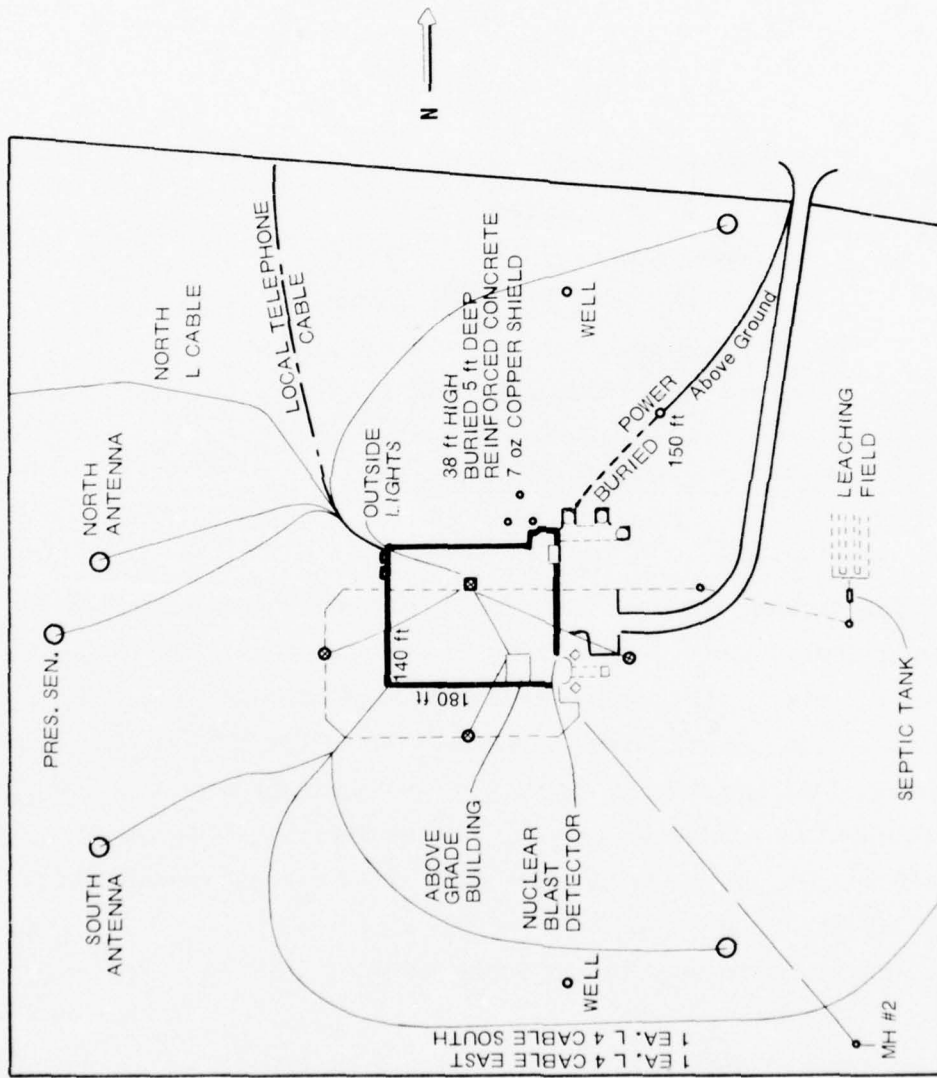 N
NORTH
L CABLE
LOCAL TELEPHONE
CABLE
NORTH
ANTENNA
PRES. SEN.
SOUTH
ANTENNA
OUTSIDE
LIGHTS
38 ft HIGH
BURIED 5 ft DEEP
REINFORCED CONCRETE
7 oz COPPER SHIELD
WELL
POWER
BURIED
150 ft
Above Ground
140 ft
180 ft
ABOVE
GRADE
BUILDING
NUCLEAR
BLAST
DETECTOR
WELL
1 EA. L 4 CABLE EAST
1 EA. L 4 CABLE SOUTH
MH #2
SEPTIC TANK
LEACHING
FIELD